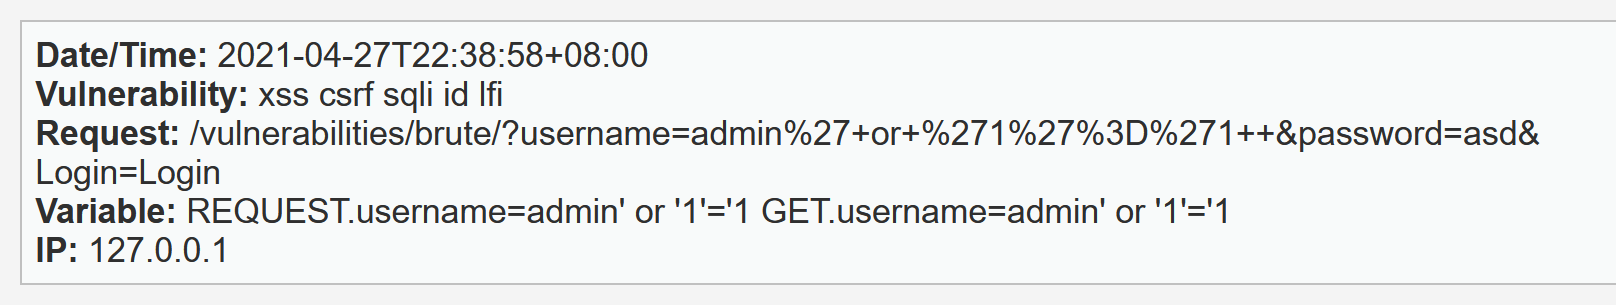 Date/Time: 2021-04-27T22:38:58+08:00
Vulnerability: xss csrf sqli id lfi
Request: /vulnerabilities/brute/?username=admin%27+or+%271%27%3D%271++&password=asd&
Login=Login
Variable: REQUEST.username=admin' or '1'='1 GET.username=admin' or '1'='1
IP: 127.0.0.1